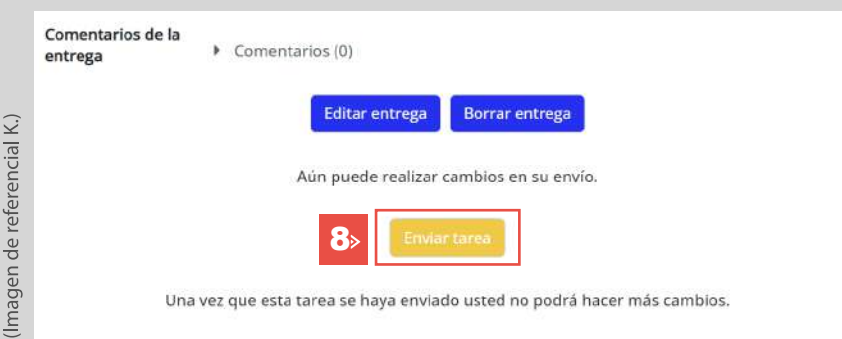 Comentarios de la
entrega
Comentarios (0)
Editar entrega Borrar entrega
Aún puede realizar cambios en su envío.
8» Enviar tarea
Una vez que esta tarea se haya enviado usted no podrá hacer más cambios.
(Imagen de referencial K.)